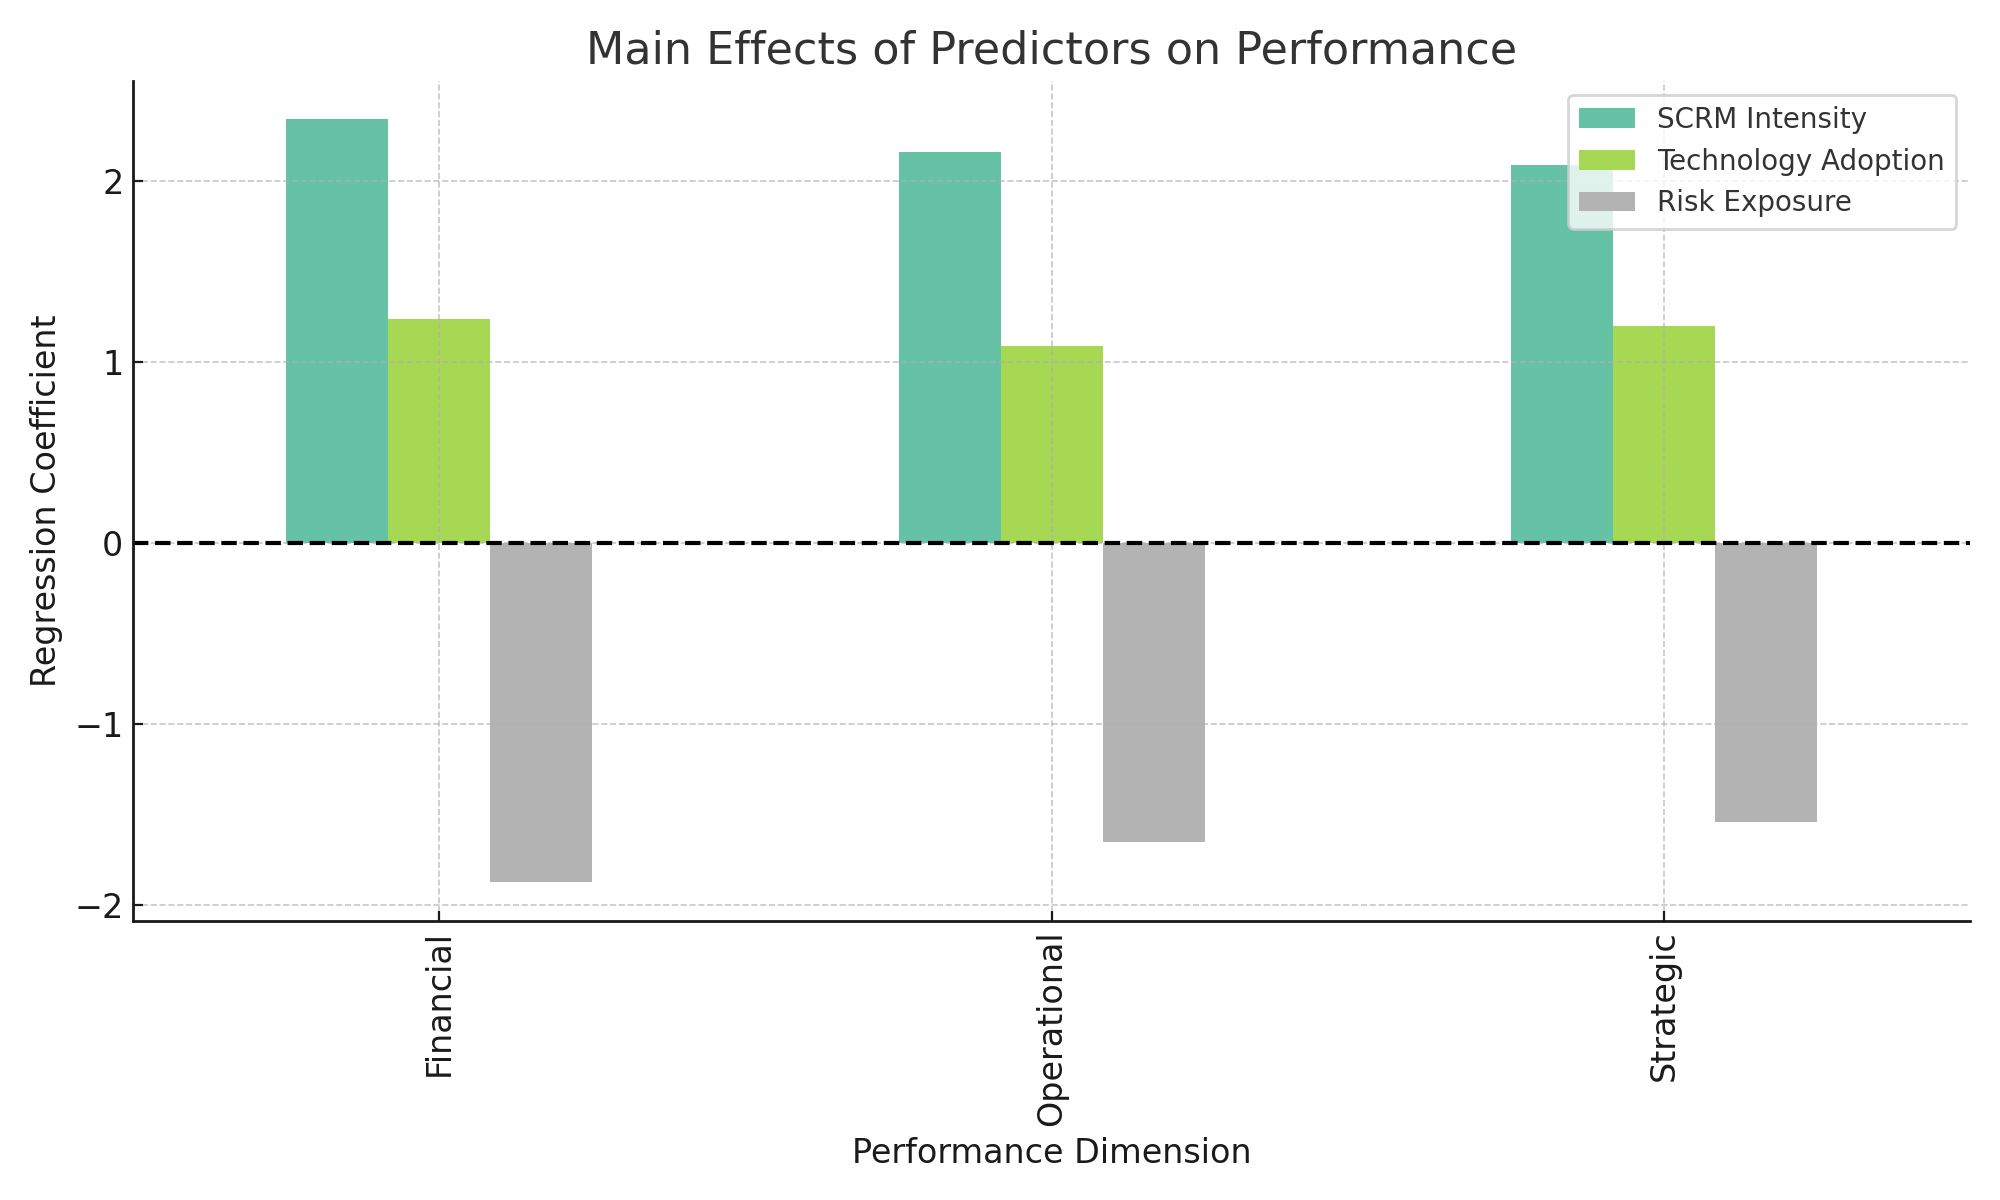 Main Effects of Predictors on Performance
SCRM Intensity
Technology Adoption
Risk Exposure
Regression Coefficient
2
1
0
−1
−2
Financial
Operational
Strategic
Performance Dimension